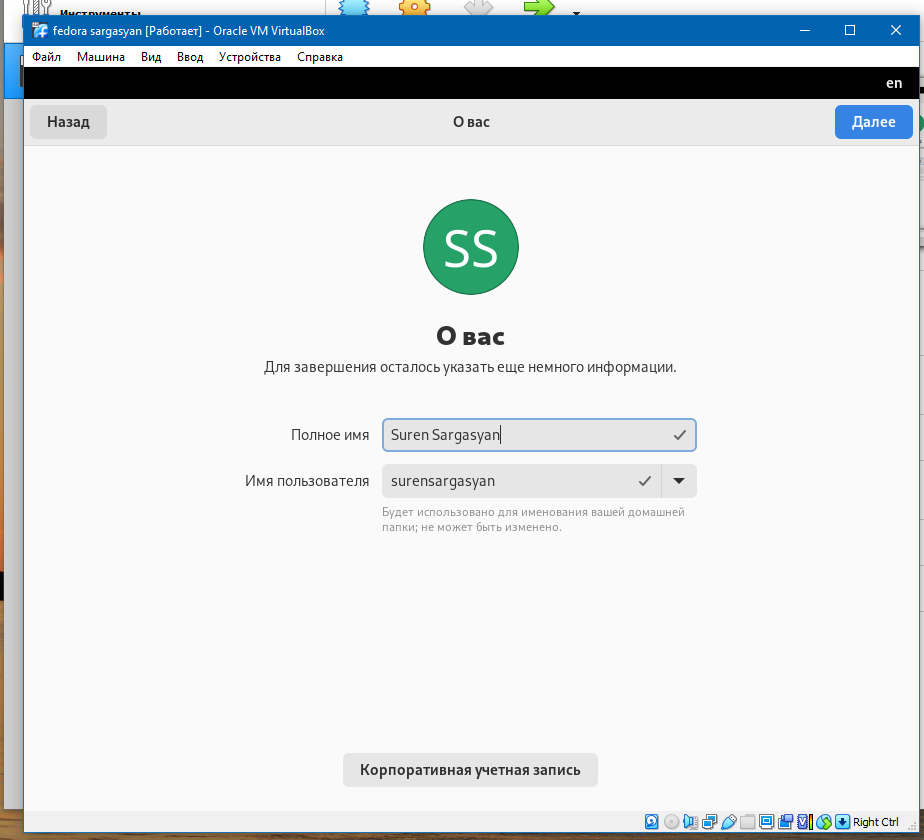 Инструменты
fedora sargasyan [Работает] - Oracle VM VirtualBox
Файл Машина Вид Ввод Устройства Справка
en
Назад О вас Далее
SS
О вас
Для завершения осталось указать еще немного информации.
Полное имя Suren Sargasyan
Имя пользователя surensargasyan
Будет использовано для именования вашей домашней
папки; не может быть изменено.
Корпоративная учетная запись
Right Ctrl